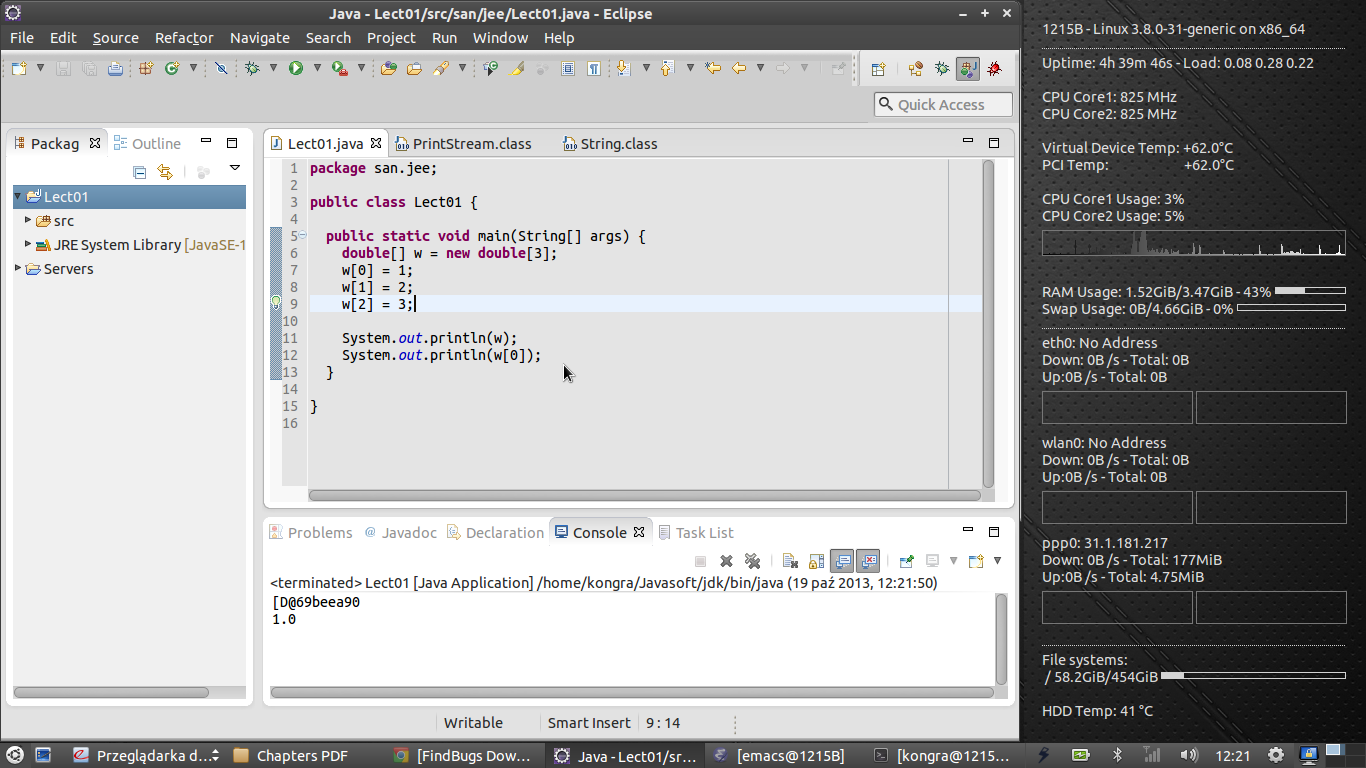 Java - Lect01/src/san/jee/Lect01.java - Eclipse
File Edit Source Refactor Navigate Search Project Run Window Help
Quick Access
Packag Outline
Lect01
src
JRE System Library [JavaSE-1
Servers
Lect01.java PrintStream.class String.class
1 package san.jee;
2
3 public class Lect01 {
4
5 public static void main(String[] args) {
6 double[] w = new double[3];
7 w[0] = 1;
8 w[1] = 2;
9 w[2] = 3;
10
11 System.out.println(w);
12 System.out.println(w[0]);
13 }
14
15 }
16
Problems @ Javadoc Declaration Console Task List
<terminated> Lect01 [Java Application] /home/kongra/Javasoft/jdk/bin/java (19 paź 2013, 12:21:50)
[D@69beea90
1.0
Writable Smart Insert 9 : 14
1215B - Linux 3.8.0-31-generic on x86_64
Uptime: 4h 39m 46s - Load: 0.08 0.28 0.22
CPU Core1: 825 MHz
CPU Core2: 825 MHz
Virtual Device Temp: +62.0°C
PCI Temp: +62.0°C
CPU Core1 Usage: 3%
CPU Core2 Usage: 5%
RAM Usage: 1.52GiB/3.47GiB - 43%
Swap Usage: 0B/4.66GiB - 0%
eth0: No Address
Down: 0B /s - Total: 0B
Up:0B /s - Total: 0B
wlan0: No Address
Down: 0B /s - Total: 0B
Up:0B /s - Total: 0B
ppp0: 31.1.181.217
Down: 0B /s - Total: 177MiB
Up:0B /s - Total: 4.75MiB
File systems:
/ 58.2GiB/454GiB
HDD Temp: 41 °C
Przeglądarka d... Chapters PDF [FindBugs Dow... Java - Lect01/sr... [emacs@1215B] [kongra@1215... 12:21